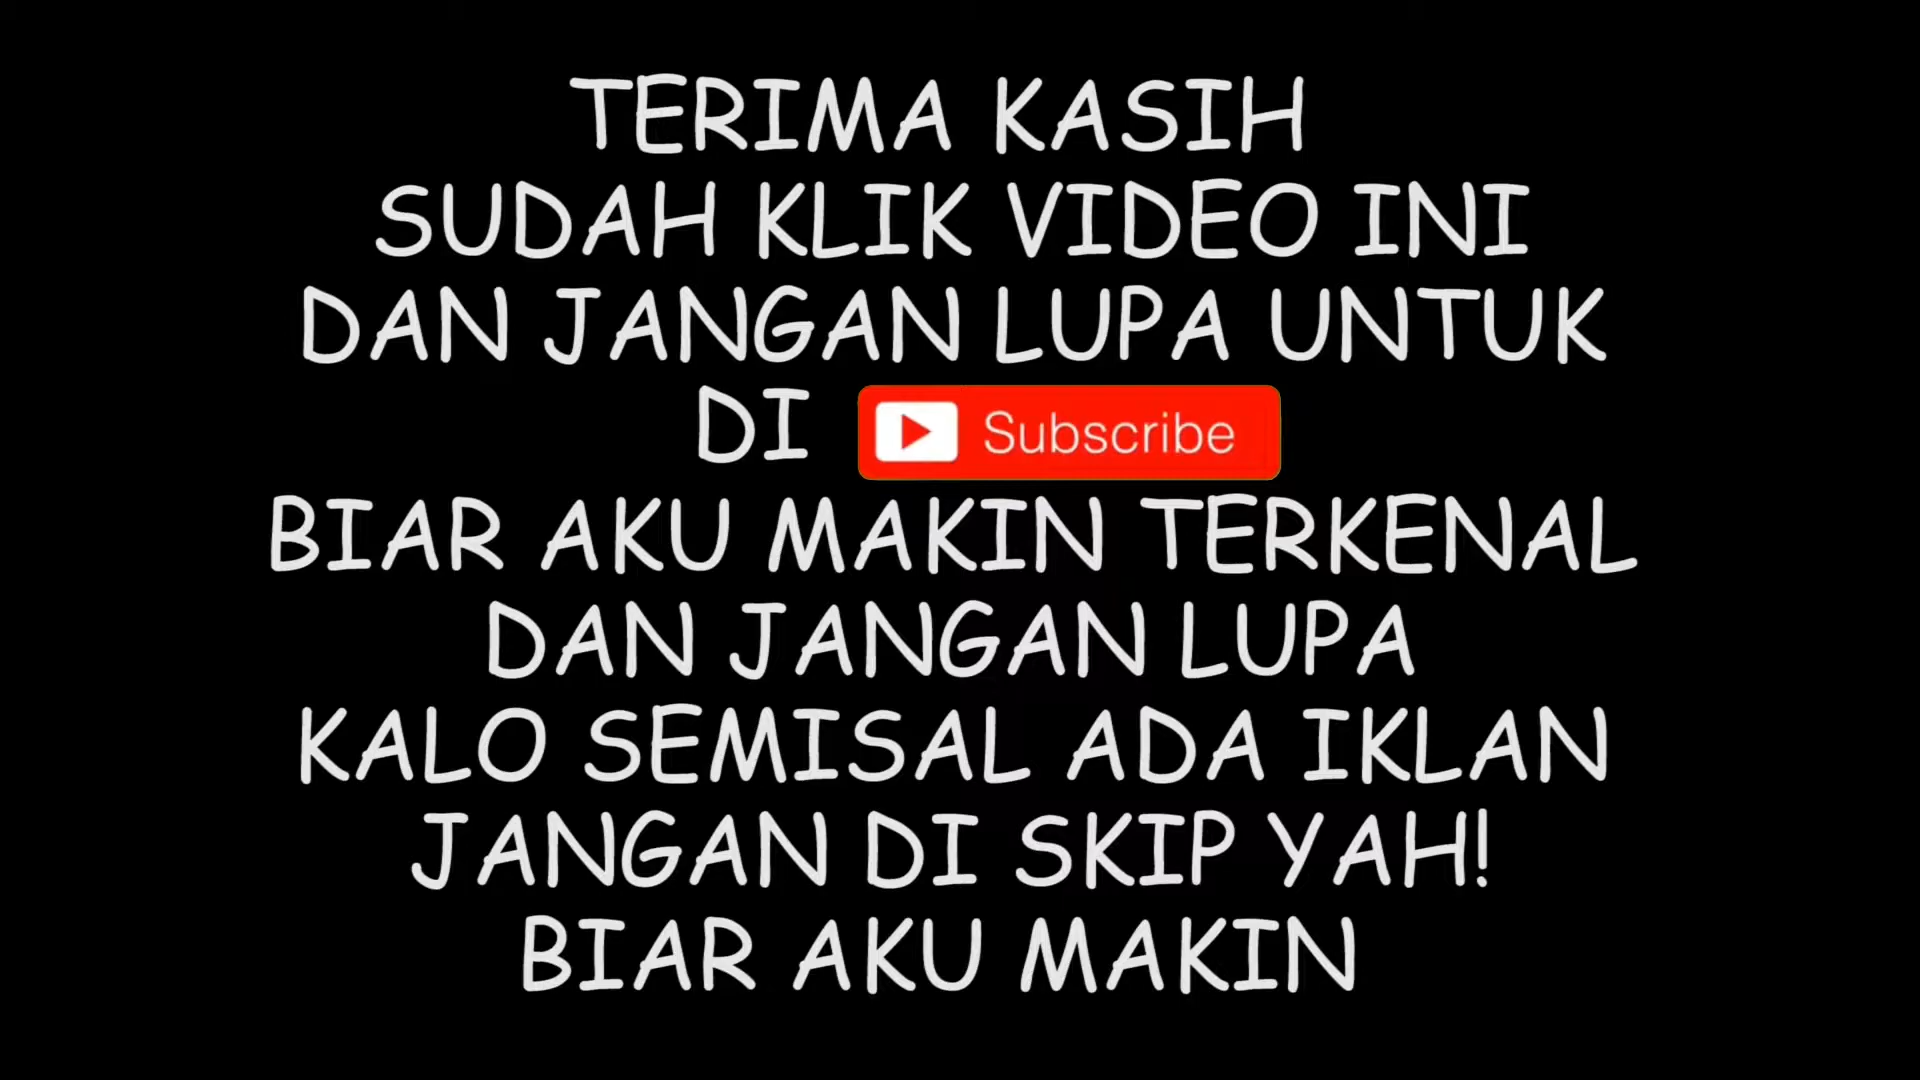 TERIMA KASIH
SUDAH KLIK VIDEO INI
DAN JANGAN LUPA UNTUK
DI Subscribe
BIAR AKU MAKIN TERKENAL
DAN JANGAN LUPA
KALO SEMISAL ADA IKLAN
JANGAN DI SKIP YAH!
BIAR AKU MAKIN